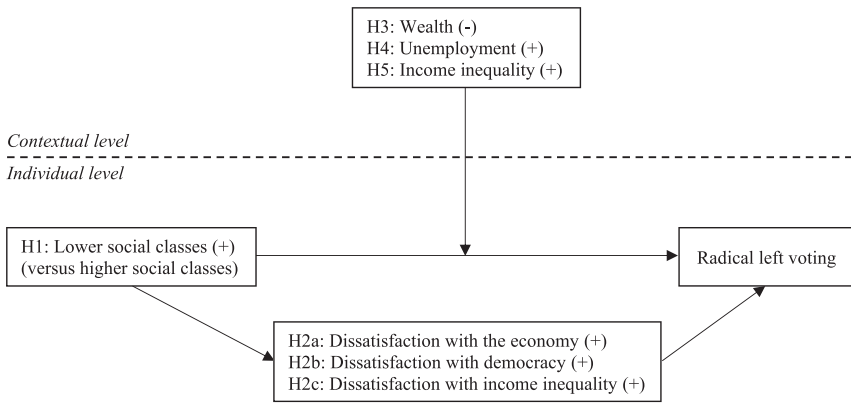 H3: Wealth (-)
H4: Unemployment (+)
H5: Income inequality (+)
Contextual level
Individual level
H1: Lower social classes (+)
(versus higher social classes)
Radical left voting
H2a: Dissatisfaction with the economy (+)
H2b: Dissatisfaction with democracy (+)
H2c: Dissatisfaction with income inequality (+)